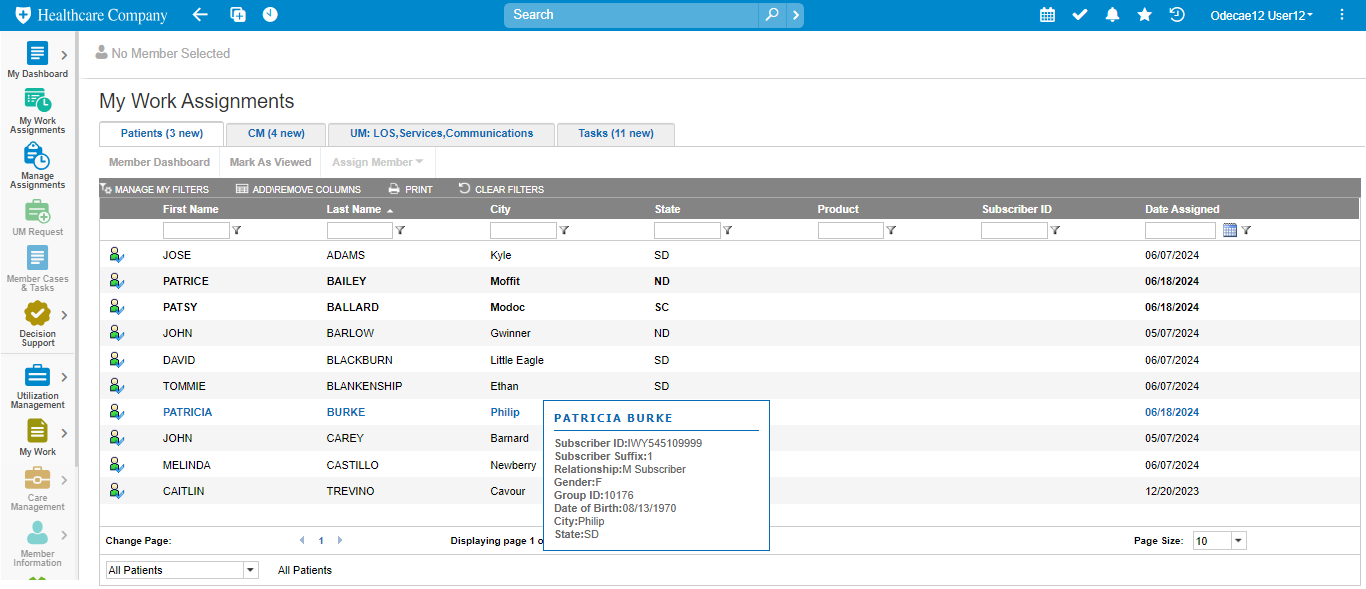 Healthcare Company
Search
Odecae12 User12
My Dashboard
My Work
Assignments
Manage
Assignments
UM Request
Member Cases
& Tasks
Decision
Support
Utilization
Management
My Work
Care
Management
Member
Information
No Member Selected
My Work Assignments
Patients (3 new) CM (4 new) UM: LOS,Services,Communications Tasks (11 new)
Member Dashboard Mark As Viewed Assign Member
MANAGE MY FILTERS ADD\REMOVE COLUMNS PRINT CLEAR FILTERS
First Name Last Name City State Product Subscriber ID Date Assigned
JOSE ADAMS Kyle SD 06/07/2024
PATRICE BAILEY Moffit ND 06/18/2024
PATSY BALLARD Modoc SC 06/18/2024
JOHN BARLOW Gwinner ND 05/07/2024
DAVID BLACKBURN Little Eagle SD 06/07/2024
TOMMIE BLANKENSHIP Ethan SD 06/07/2024
PATRICIA BURKE Philip 06/18/2024
JOHN CAREY Barnard 05/07/2024
MELINDA CASTILLO Newberry 06/07/2024
CAITLIN TREVINO Cavour 12/20/2023
PATRICIA BURKE
Subscriber ID:IWY545109999
Subscriber Suffix:1
Relationship:M Subscriber
Gender:F
Group ID:10176
Date of Birth:08/13/1970
City:Philip
State:SD
Change Page: 1 Displaying page 1 o Page Size: 10
All Patients All Patients